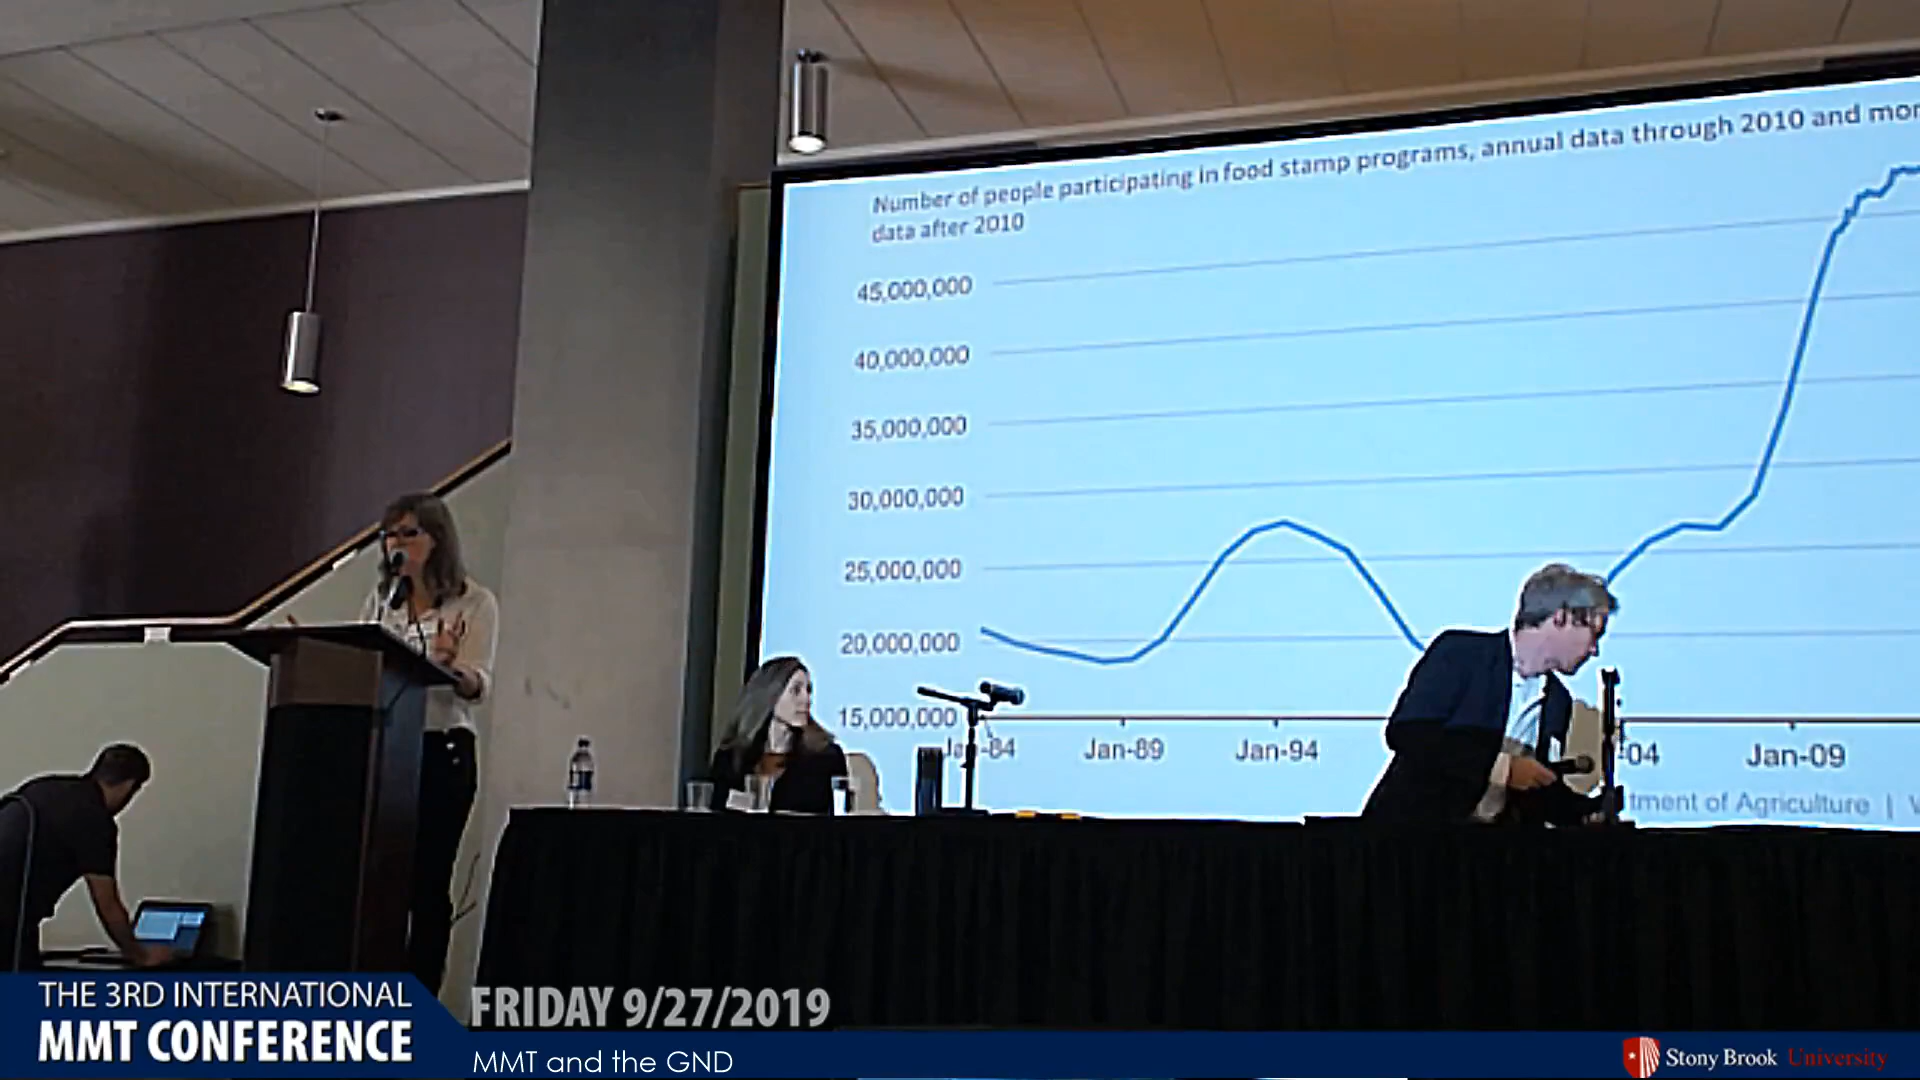 Number of people participating in food stamp programs, annual data through 2010 and
data after 2010
45,000,000
40,000,000
35,000,000
30,000,000
25,000,000
20,000,000
15,000,000
Jan-84 Jan-89 Jan-94 04 Jan-09
of Agriculture |
THE 3RD INTERNATIONAL
MMT CONFERENCE
FRIDAY 9/27/2019
MMT and the GND
Stony Brook University